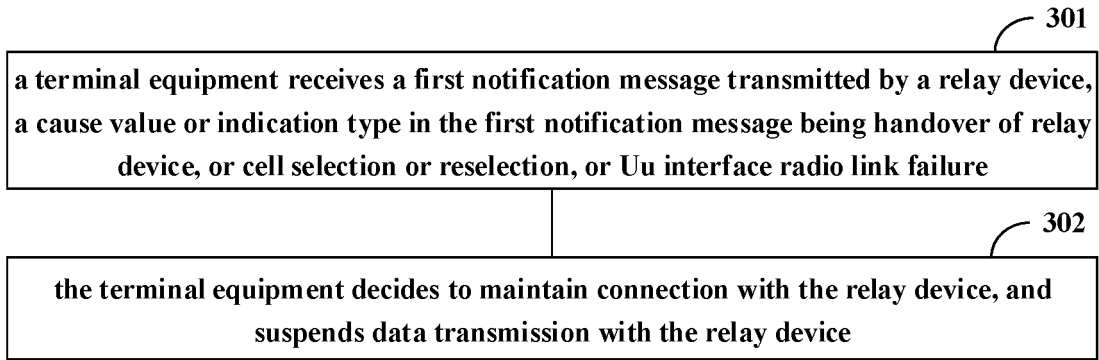 301
a terminal equipment receives a first notification message transmitted by a relay device,
a cause value or indication type in the first notification message being handover of relay
device, or cell selection or reselection, or Uu interface radio link failure
302
the terminal equipment decides to maintain connection with the relay device, and
suspends data transmission with the relay device